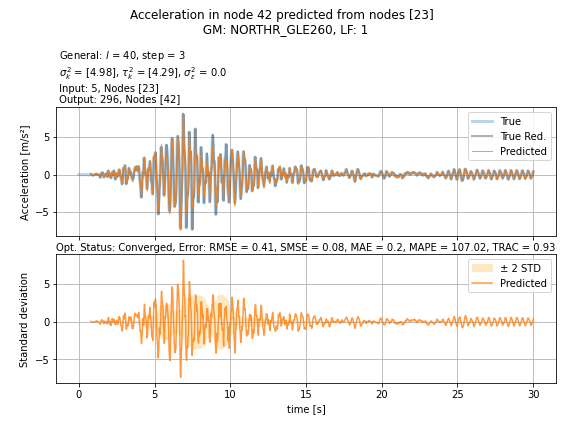 Acceleration in node 42 predicted from nodes [23]
GM: NORTHR_GLE260, LF: 1
General: l = 40, step = 3
σ²ₖ = [4.98], τ²ₖ = [4.29], σ²ε = 0.0
Input: 5, Nodes [23]
Output: 296, Nodes [42]
Acceleration [m/s²]
5
0
−5
True
True Red.
Predicted
Opt. Status: Converged, Error: RMSE = 0.41, SMSE = 0.08, MAE = 0.2, MAPE = 107.02, TRAC = 0.93
Standard deviation
5
0
−5
± 2 STD
Predicted
0 5 10 15 20 25 30
time [s]